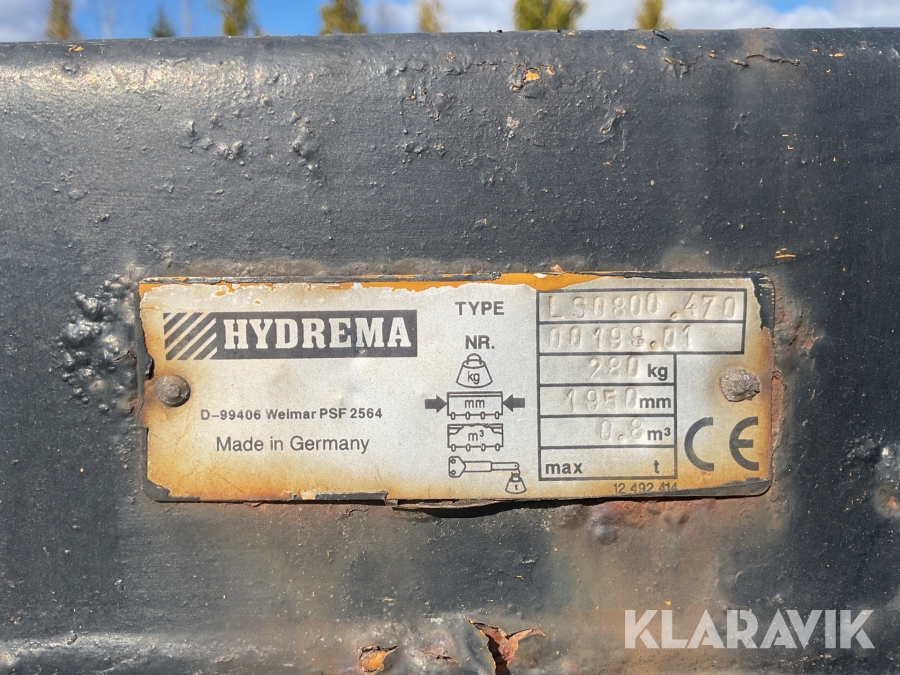 HYDREMA
D-99406 Weimar PSF 2564
Made in Germany
TYPE LS0800.470
NR. 00198.01
kg 280 kg
mm 1950 mm
m³ 0.8 m³
t max t
CE
12 492 414
KLARAVIK